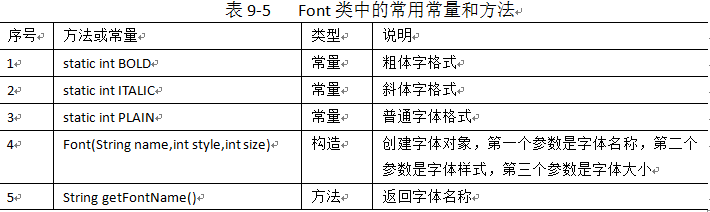 表 9-5 Font 类中的常用常量和方法
序号 方法或常量 类型 说明
1 static int BOLD 常量 粗体字格式
2 static int ITALIC 常量 斜体字格式
3 static int PLAIN 常量 普通字体格式
4 Font(String name,int style,int size) 构造 创建字体对象，第一个参数是字体名称，第二个
参数是字体样式，第三个参数是字体大小
5 String getFontName() 方法 返回字体名称